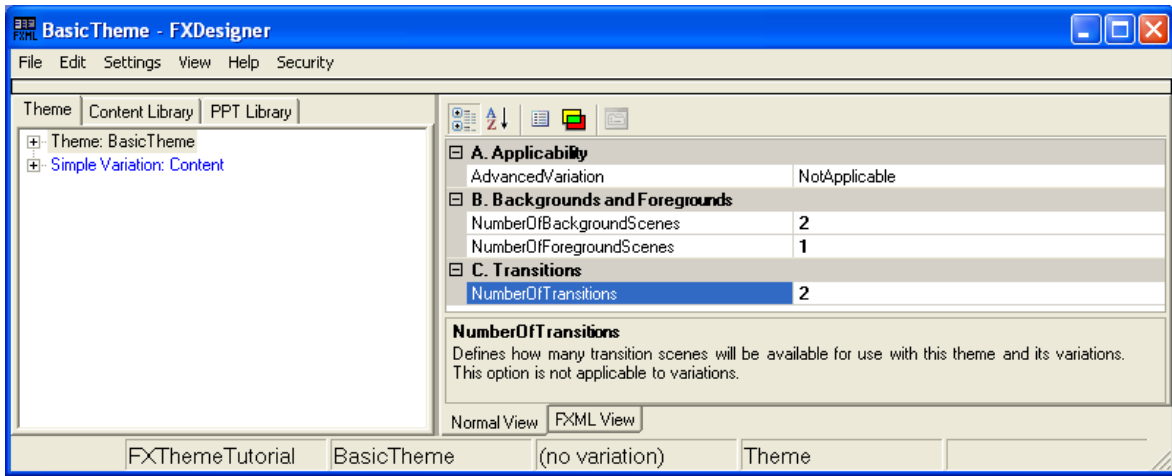 BasicTheme - FXDesigner
File Edit Settings View Help Security
Theme Content Library PPT Library
Theme: BasicTheme
Simple Variation: Content
A. Applicability
AdvancedVariation NotApplicable
B. Backgrounds and Foregrounds
NumberOfBackgroundScenes 2
NumberOfForegroundScenes 1
C. Transitions
NumberOfTransitions 2
NumberOfTransitions
Defines how many transition scenes will be available for use with this theme and its variations.
This option is not applicable to variations.
Normal View FXML View
FXThemeTutorial BasicTheme (no variation) Theme